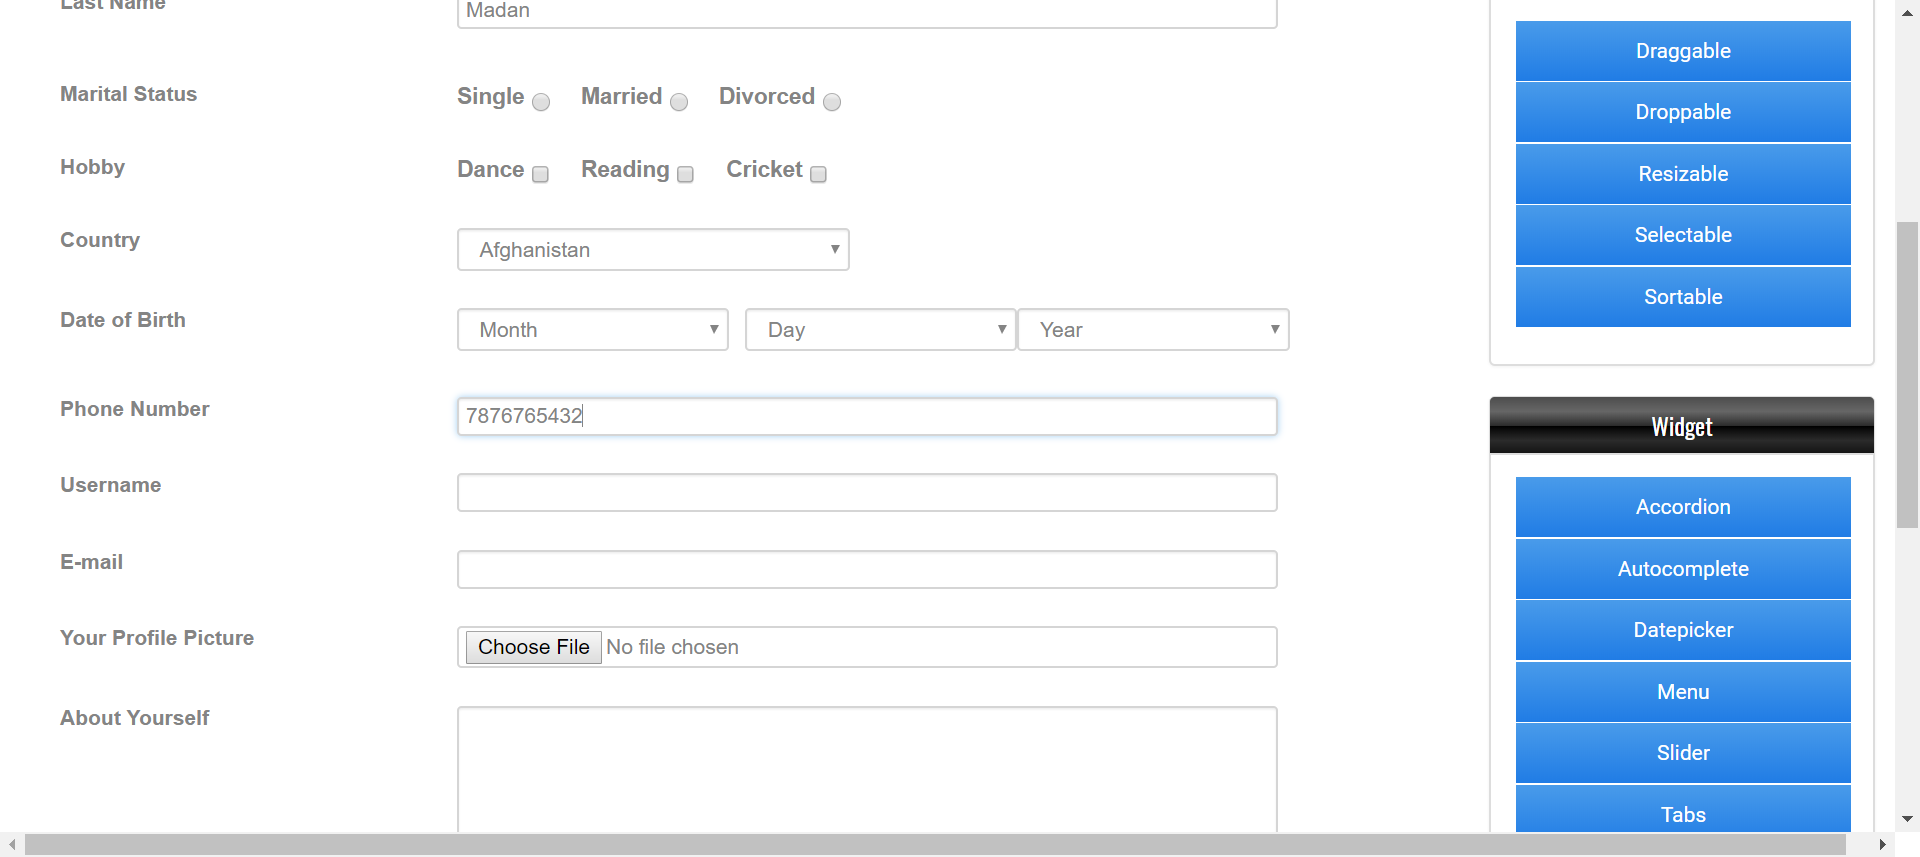 Last Name
Madan
Marital Status
Single Married Divorced
Hobby
Dance Reading Cricket
Country
Afghanistan
Date of Birth
Month Day Year
Phone Number
7876765432
Username
E-mail
Your Profile Picture
Choose File No file chosen
About Yourself
Draggable
Droppable
Resizable
Selectable
Sortable
Widget
Accordion
Autocomplete
Datepicker
Menu
Slider
Tabs